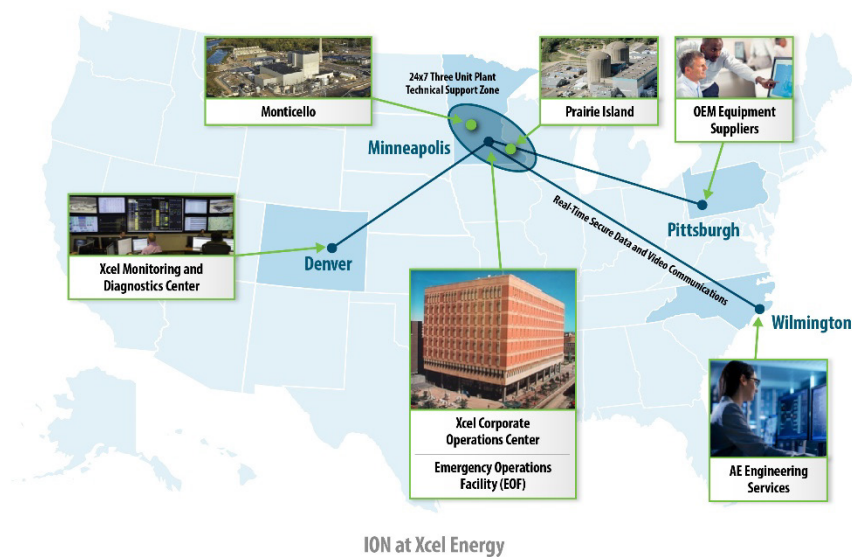 24x7 Three Unit Plant
Technical Support Zone
Monticello
Prairie Island
OEM Equipment
Suppliers
Minneapolis
Real-Time Secure Data and Video Communications
Pittsburgh
Xcel Monitoring and
Diagnostics Center
Denver
Wilmington
Xcel Corporate
Operations Center
Emergency Operations
Facility (EOF)
AE Engineering
Services
ION at Xcel Energy